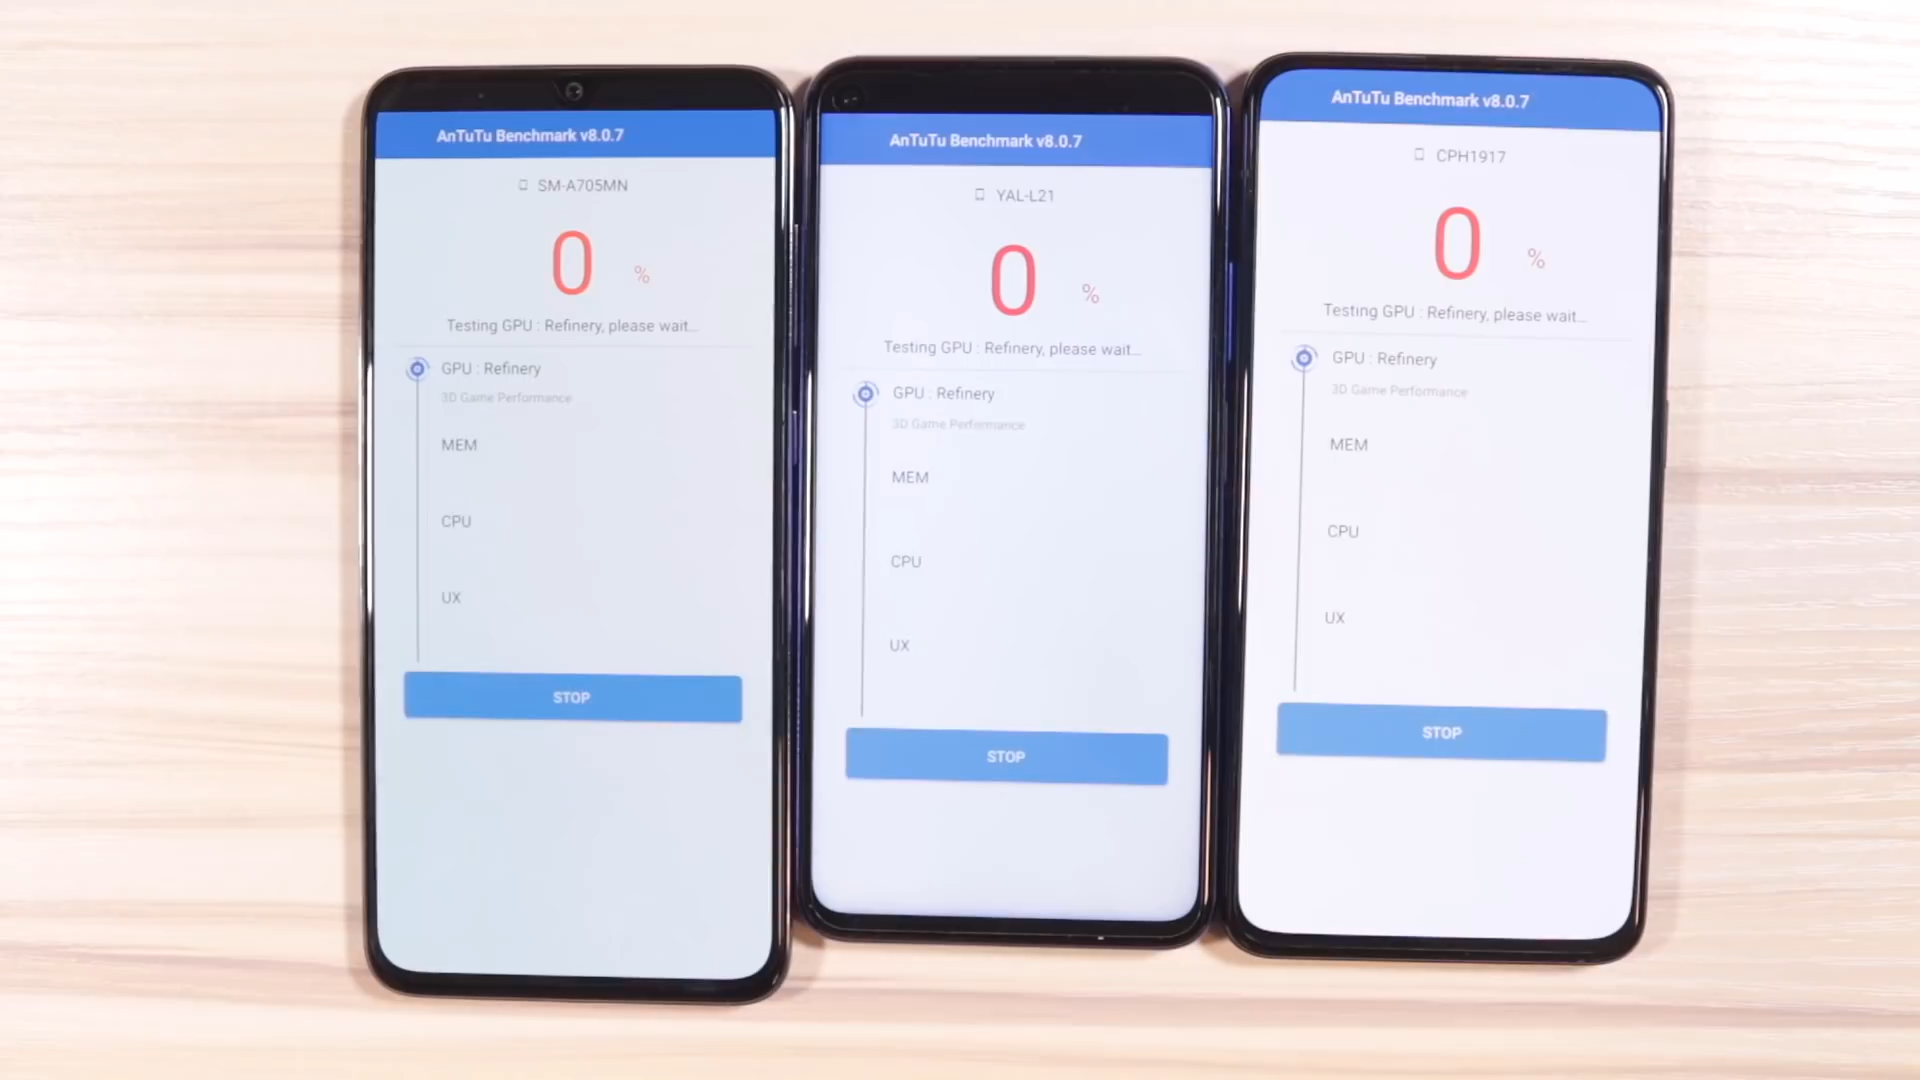 AnTuTu Benchmark v8.0.7
SM-A705MN
0 %
Testing GPU : Refinery, please wait...
GPU : Refinery
3D Game Performance
MEM
CPU
UX
STOP
AnTuTu Benchmark v8.0.7
YAL-L21
0 %
Testing GPU : Refinery, please wait...
GPU : Refinery
3D Game Performance
MEM
CPU
UX
STOP
AnTuTu Benchmark v8.0.7
CPH1917
0 %
Testing GPU : Refinery, please wait...
GPU : Refinery
3D Game Performance
MEM
CPU
UX
STOP